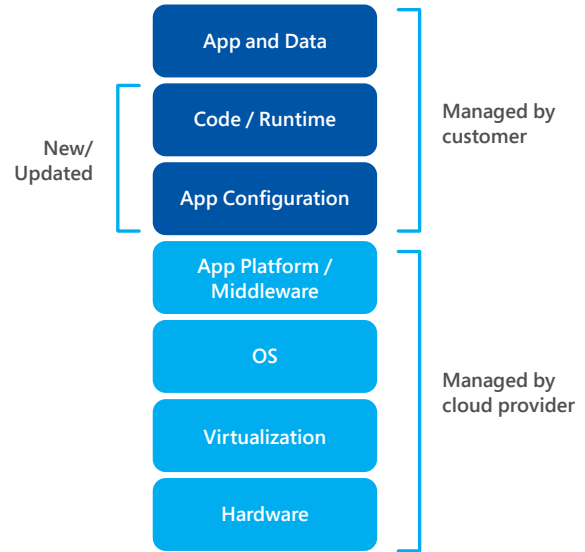 App and Data
Code / Runtime
App Configuration
App Platform /
Middleware
OS
Virtualization
Hardware
New/
Updated
Managed by
customer
Managed by
cloud provider